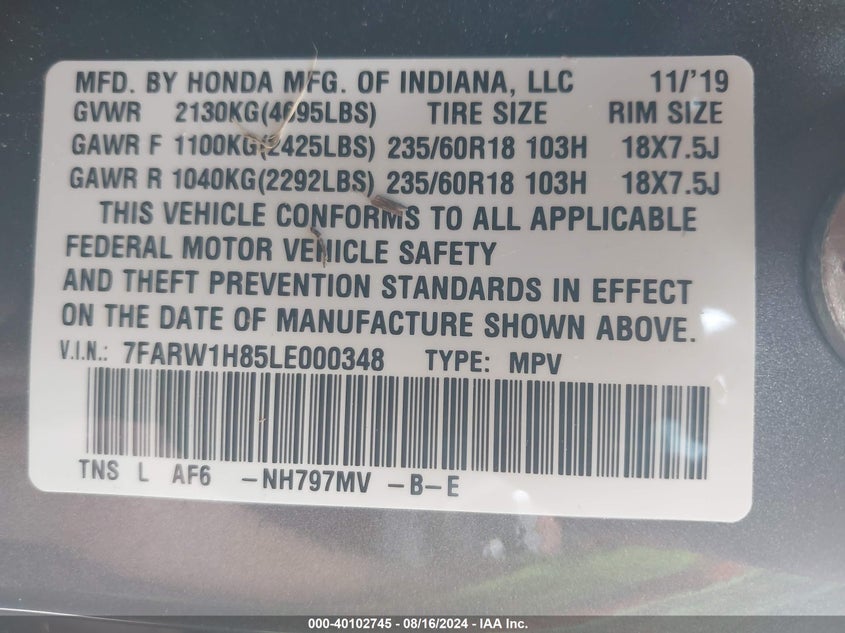 MFD. BY HONDA MFG. OF INDIANA, LLC 11/'19
GVWR 2130KG(4695LBS) TIRE SIZE RIM SIZE
GAWR F 1100KG(2425LBS) 235/60R18 103H 18X7.5J
GAWR R 1040KG(2292LBS) 235/60R18 103H 18X7.5J
THIS VEHICLE CONFORMS TO ALL APPLICABLE
FEDERAL MOTOR VEHICLE SAFETY
AND THEFT PREVENTION STANDARDS IN EFFECT
ON THE DATE OF MANUFACTURE SHOWN ABOVE.
V.I.N.: 7FARW1H85LE000348 TYPE: MPV
TNS L AF6 -NH797MV -B-E
000-40102745 - 08/16/2024 - IAA Inc.